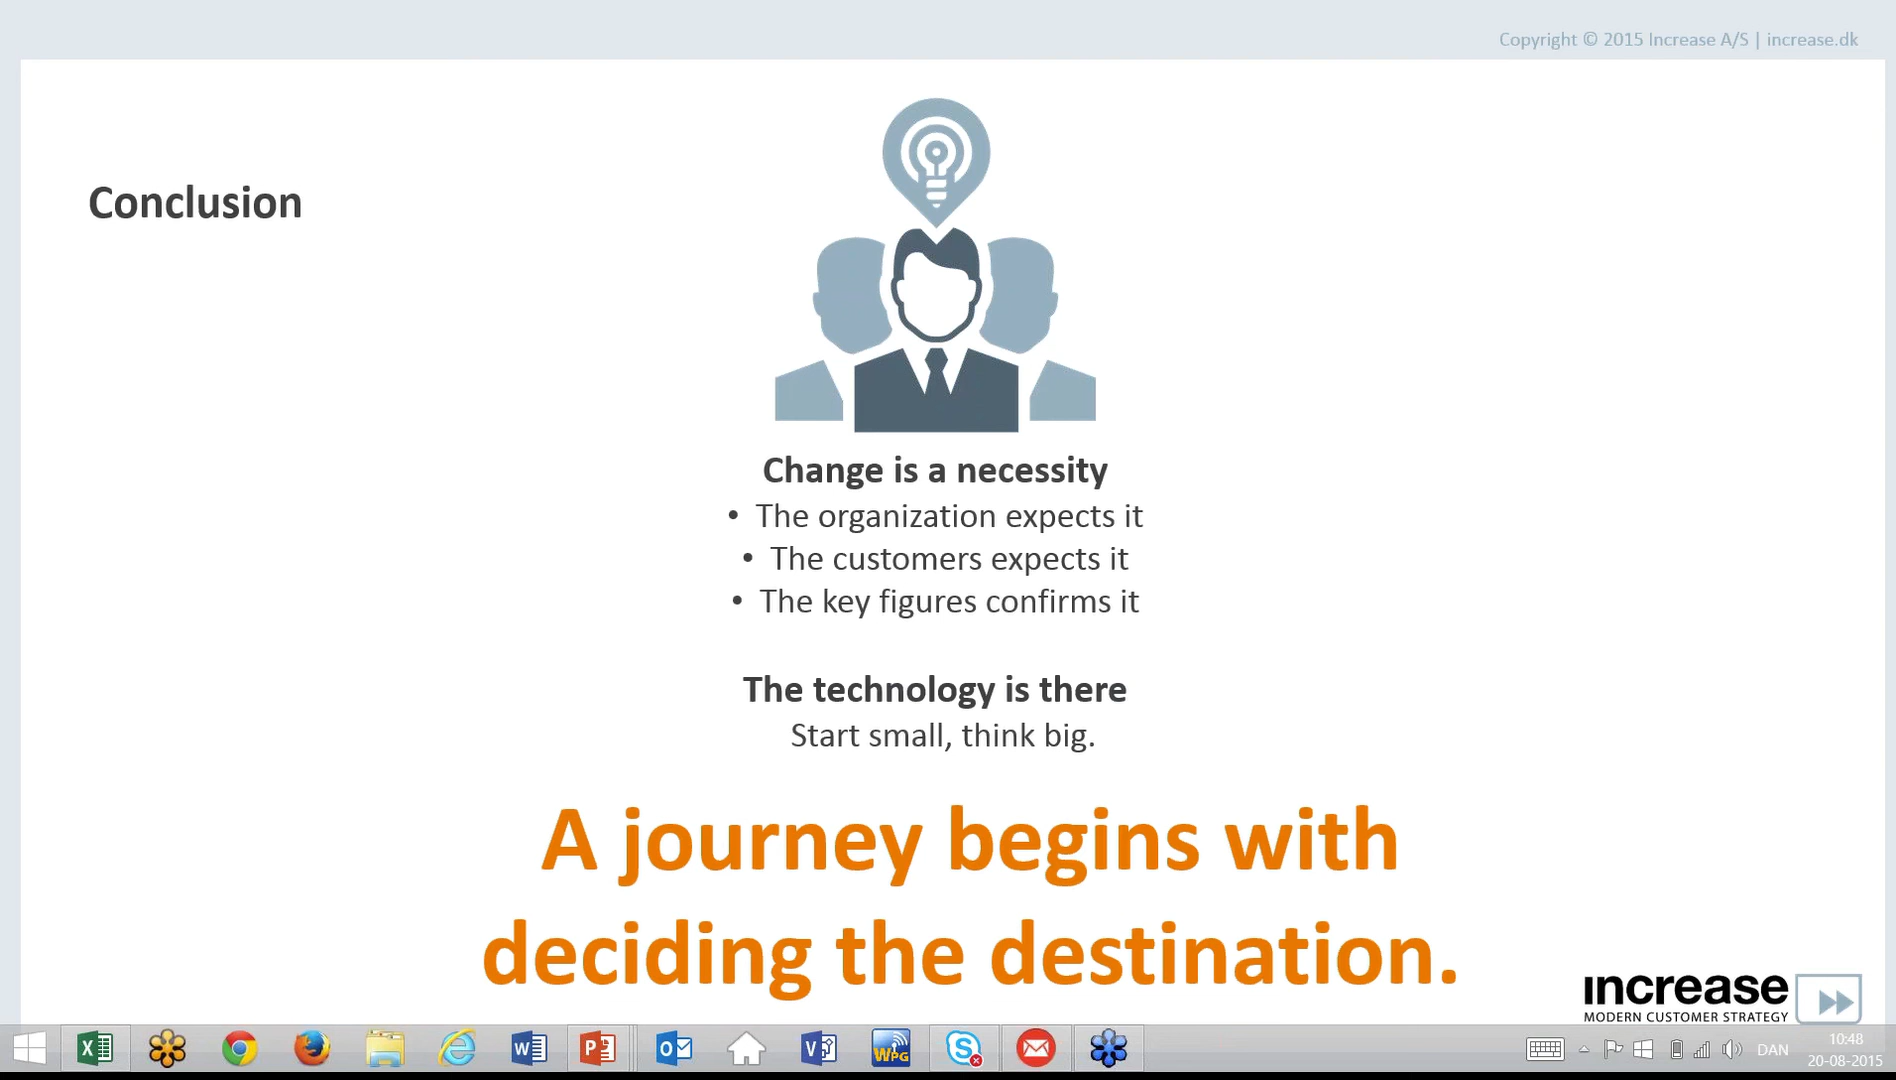 Copyright © 2015 Increase A/S | increase.dk
Conclusion
Change is a necessity
• The organization expects it
• The customers expects it
• The key figures confirms it
The technology is there
Start small, think big.
A journey begins with
deciding the destination.
increase
MODERN CUSTOMER STRATEGY
WPG
DAN
10:48
20-08-2015